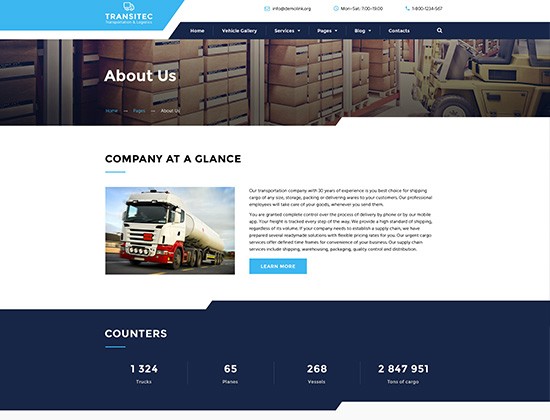 TRANSITEC
Transportation & Logistics
info@demolink.org
Mon–Sat: 7:00–19:00
1-800-1234-567
Home Vehicle Gallery Services Pages Blog Contacts
About Us
Home — Pages — About Us
COMPANY AT A GLANCE
Our transportation company with 30 years of experience is you best choice for shipping
cargo of any size, storage, packing or delivering wares to your customers. Our professional
employees will take care of your goods, whenever you send them.
You are granted complete control over the process of delivery by phone or by our mobile
app. Your freight is tracked every step of the way. We provide a high standard of shipping,
regardless of its volume. If your company needs to establish a supply chain, we have
prepared several readymade solutions with flexible pricing rates for you. Our urgent cargo
services offer defined time frames for convenience of your business. Our supply chain
services include shipping, warehousing, packaging, quality control and distribution.
LEARN MORE
COUNTERS
1 324 65 268 2 847 951
Trucks Planes Vessels Tons of cargo